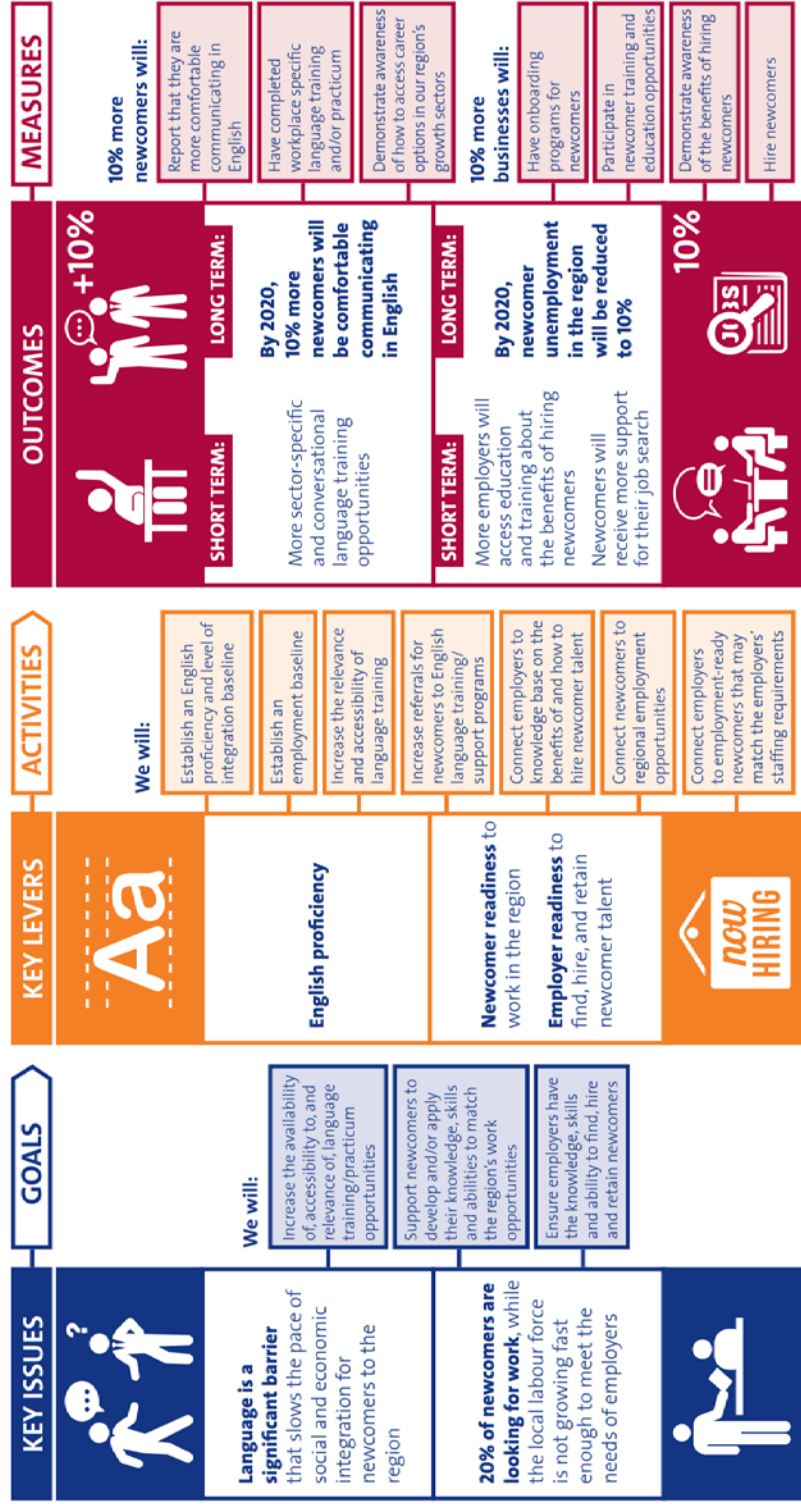 KEY ISSUES
Language is a
significant barrier
that slows the pace of
social and economic
integration for
newcomers to the
region
20% of newcomers are
looking for work, while
the local labour force
is not growing fast
enough to meet the
needs of employers
?
GOALS
We will:
Increase the availability
of, accessibility to, and
relevance of, language
training/practicum
opportunities
Support newcomers to
develop and/or apply
their knowledge, skills
and abilities to match
the region's work
opportunities
Ensure employers have
the knowledge, skills
and ability to find, hire
and retain newcomers
KEY LEVERS
Aa
English proficiency
Newcomer readiness to
work in the region
Employer readiness to
find, hire, and retain
newcomer talent
now
HIRING
ACTIVITIES
We will:
Establish an English
proficiency and level of
integration baseline
Establish an
employment baseline
Increase the relevance
and accessibility of
language training
Increase referrals for
newcomers to English
language training/
support programs
Connect employers to
knowledge base on the
benefits of and how to
hire newcomer talent
Connect newcomers to
regional employment
opportunities
Connect employers
to employment-ready
newcomers that may
match the employers'
staffing requirements
OUTCOMES
+10%
SHORT TERM:
More sector-specific
and conversational
language training
opportunities
LONG TERM:
By 2020,
10% more
newcomers will
be comfortable
communicating
in English
SHORT TERM:
More employers will
access education
and training about
the benefits of hiring
newcomers
Newcomers will
receive more support
for their job search
LONG TERM:
By 2020,
newcomer
unemployment
in the region
will be reduced
to 10%
JOBS
10%
MEASURES
10% more
newcomers will:
Report that they are
more comfortable
communicating in
English
Have completed
workplace specific
language training
and/or practicum
Demonstrate awareness
of how to access career
options in our region's
growth sectors
10% more
businesses will:
Have onboarding
programs for
newcomers
Participate in
newcomer training and
education opportunities
Demonstrate awareness
of the benefits of hiring
newcomers
Hire newcomers